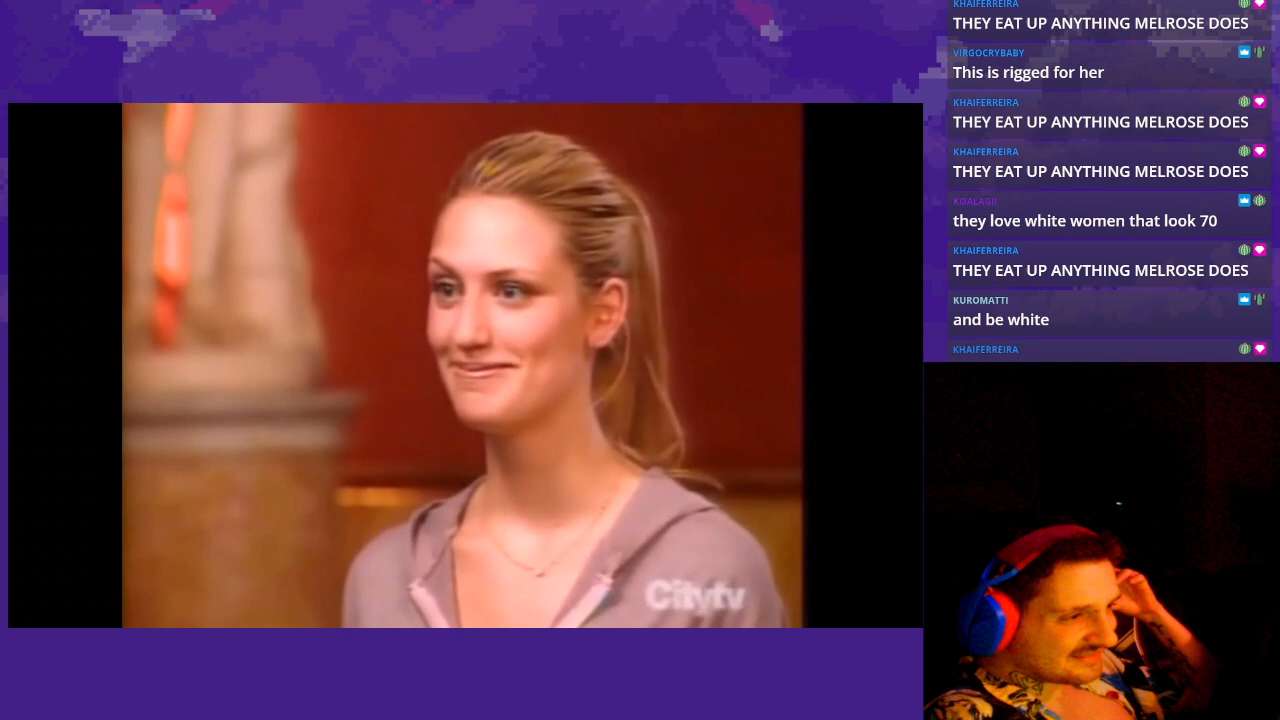 KHAIFERREIRA
THEY EAT UP ANYTHING MELROSE DOES
VIRGOCRYBABY
This is rigged for her
KHAIFERREIRA
THEY EAT UP ANYTHING MELROSE DOES
KHAIFERREIRA
THEY EAT UP ANYTHING MELROSE DOES
KOALAGII
they love white women that look 70
KHAIFERREIRA
THEY EAT UP ANYTHING MELROSE DOES
KUROMATTI
and be white
KHAIFERREIRA
Citytv